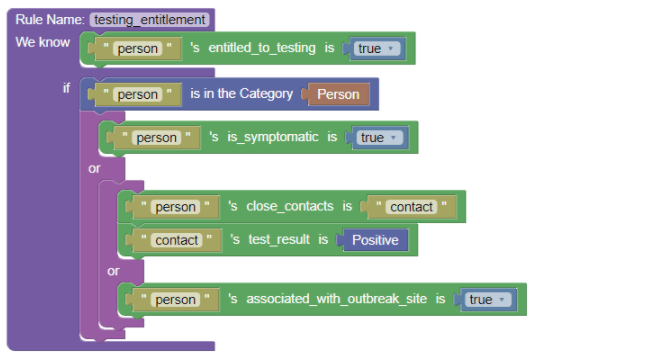 Rule Name: testing_entitlement
We know " person " 's entitled_to_testing is true
if " person " is in the Category Person
" person " 's is_symptomatic is true
or
" person " 's close_contacts is " contact "
" contact " 's test_result is Positive
or
" person " 's associated_with_outbreak_site is true